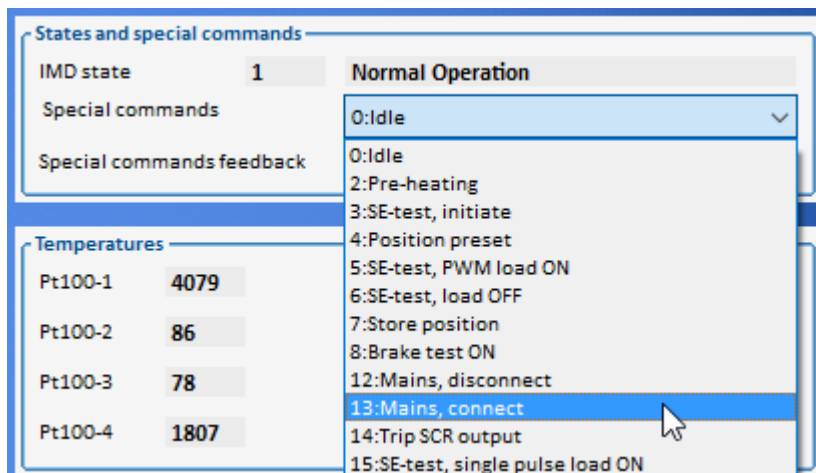 States and special commands
IMD state 1 Normal Operation
Special commands 0:Idle
Special commands feedback
0:Idle
2:Pre-heating
3:SE-test, initiate
4:Position preset
5:SE-test, PWM load ON
6:SE-test, load OFF
7:Store position
8:Brake test ON
12:Mains, disconnect
13:Mains, connect
14:Trip SCR output
15:SE-test, single pulse load ON
Temperatures
Pt100-1 4079
Pt100-2 86
Pt100-3 78
Pt100-4 1807